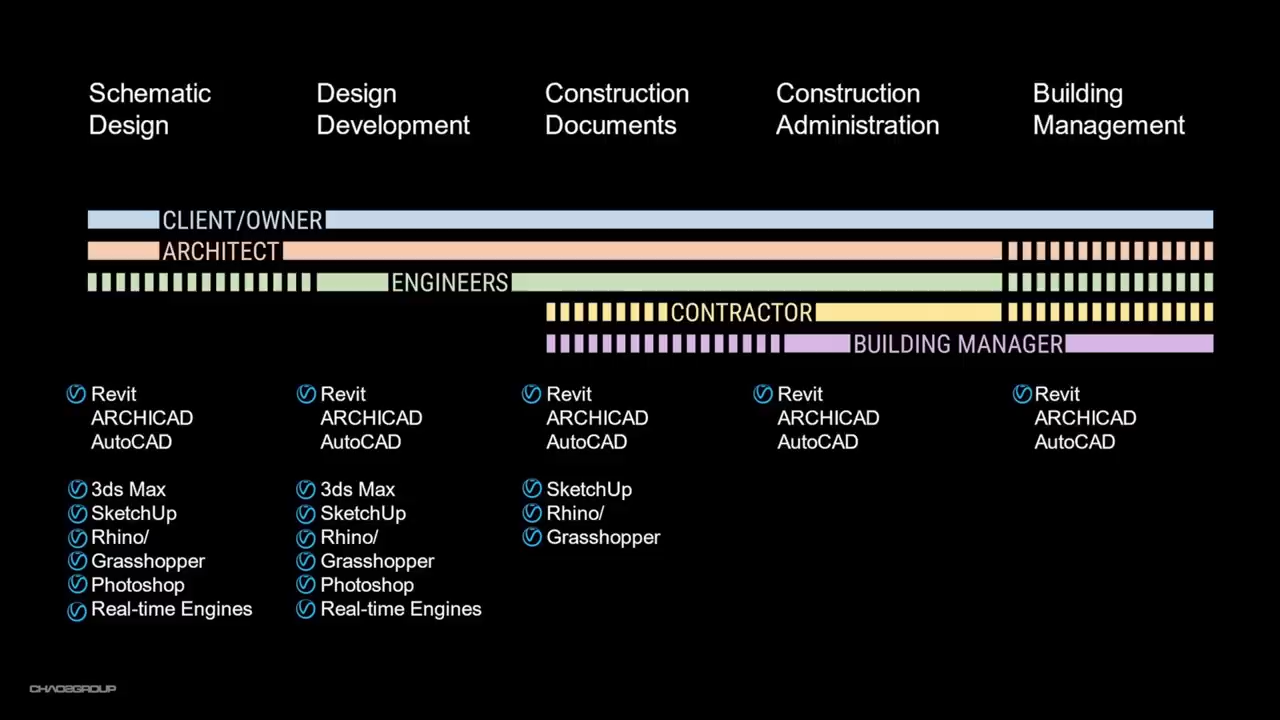 Schematic
Design
Design
Development
Construction
Documents
Construction
Administration
Building
Management
CLIENT/OWNER
ARCHITECT
ENGINEERS
CONTRACTOR
BUILDING MANAGER
Revit
ARCHICAD
AutoCAD
3ds Max
SketchUp
Rhino/
Grasshopper
Photoshop
Real-time Engines
Revit
ARCHICAD
AutoCAD
3ds Max
SketchUp
Rhino/
Grasshopper
Photoshop
Real-time Engines
Revit
ARCHICAD
AutoCAD
SketchUp
Rhino/
Grasshopper
Revit
ARCHICAD
AutoCAD
Revit
ARCHICAD
AutoCAD
CHAOSGROUP